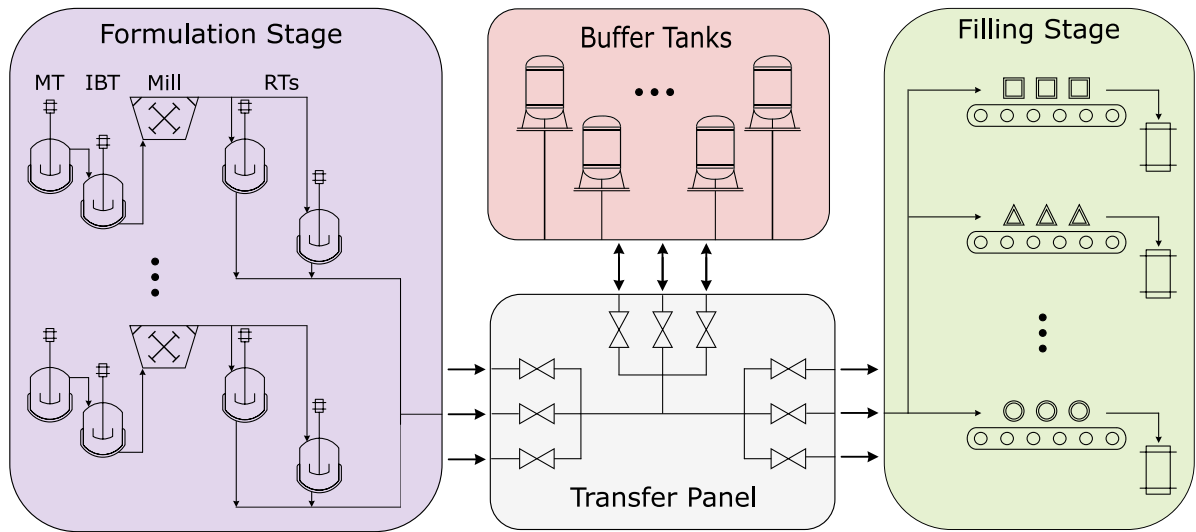 Formulation Stage
MT IBT Mill RTs
Buffer Tanks
Transfer Panel
Filling Stage